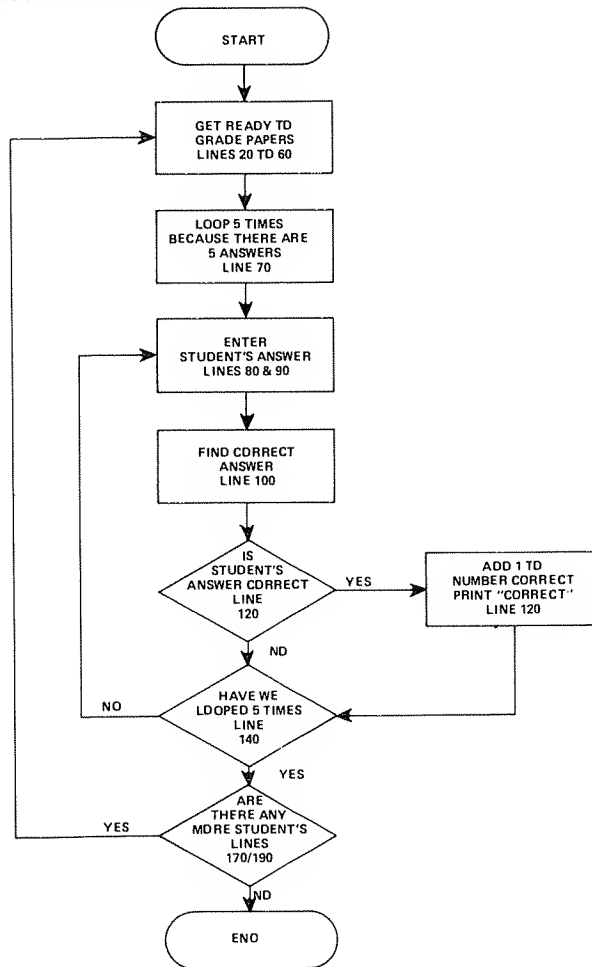 START
GET READY TD
GRADE PAPERS
LINES 20 TD 60
LOOP 5 TIMES
BECAUSE THERE ARE
5 ANSWERS
LINE 70
ENTER
STUDENT'S ANSWER
LINES 80 & 90
FIND CDRRECT
ANSWER
LINE 100
IS
STUDENT'S
ANSWER CORRECT
LINE
120
YES
ADD 1 TD
NUMBER CORRECT
PRINT "CORRECT"
LINE 120
ND
HAVE WE
LDOPED 5 TIMES
LINE
140
NO
YES
ARE
THERE ANY
MDRE STUDENT'S
LINES
170/190
YES
ND
ENO